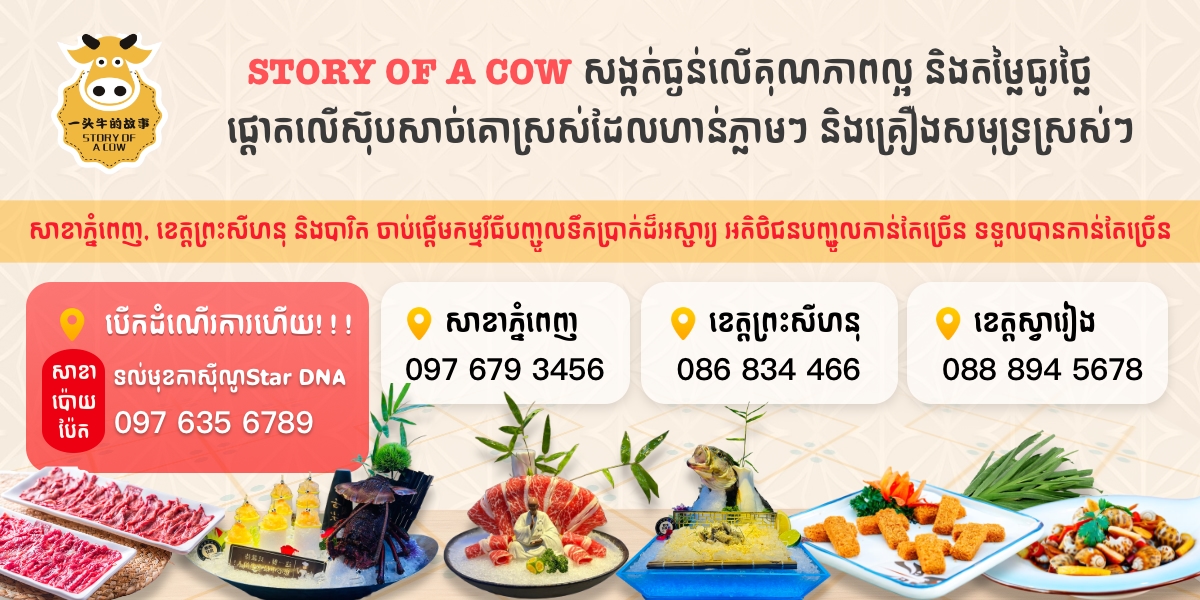 一头牛的故事
STORY OF
A COW
STORY OF A COW សង្កត់ធ្ងន់លើគុណភាពល្អ និងតម្លៃធូរថ្លៃ
ផ្តោតលើស៊ុបសាច់គោស្រស់ដែលហាន់ភ្លាមៗ និងគ្រឿងសមុទ្រស្រស់ៗ
សាខាភ្នំពេញ, ខេត្តព្រះសីហនុ និងបាវិត ចាប់ផ្តើមកម្មវិធីបញ្ចូលទឹកប្រាក់ដ៏អស្ចារ្យ អតិថិជនបញ្ចូលកាន់តែច្រើន ទទួលបានកាន់តែច្រើន
បើកដំណើរការហើយ!!!
សាខា
ប៉ោយ
ប៉ែត
ទល់មុខកាស៊ីណូStar DNA
097 635 6789
សាខាភ្នំពេញ
097 679 3456
ខេត្តព្រះសីហនុ
086 834 466
ខេត្តស្វារៀង
088 894 5678